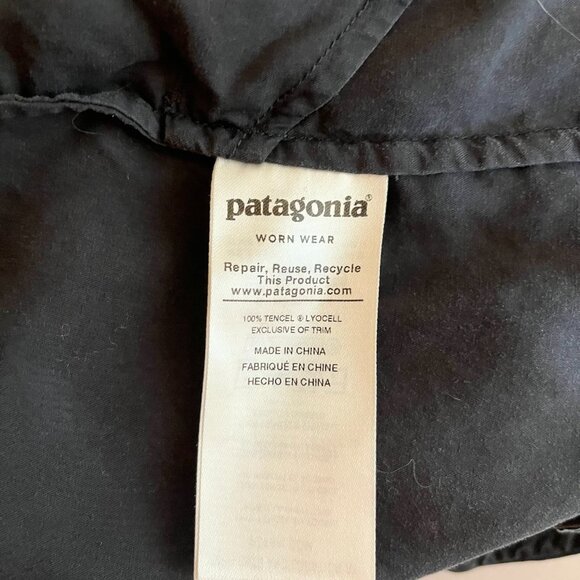 patagonia®
WORN WEAR
Repair, Reuse, Recycle
This Product
www.patagonia.com
100% TENCEL ® LYOCELL
EXCLUSIVE OF TRIM
MADE IN CHINA
FABRIQUÉ EN CHINE
HECHO EN CHINA